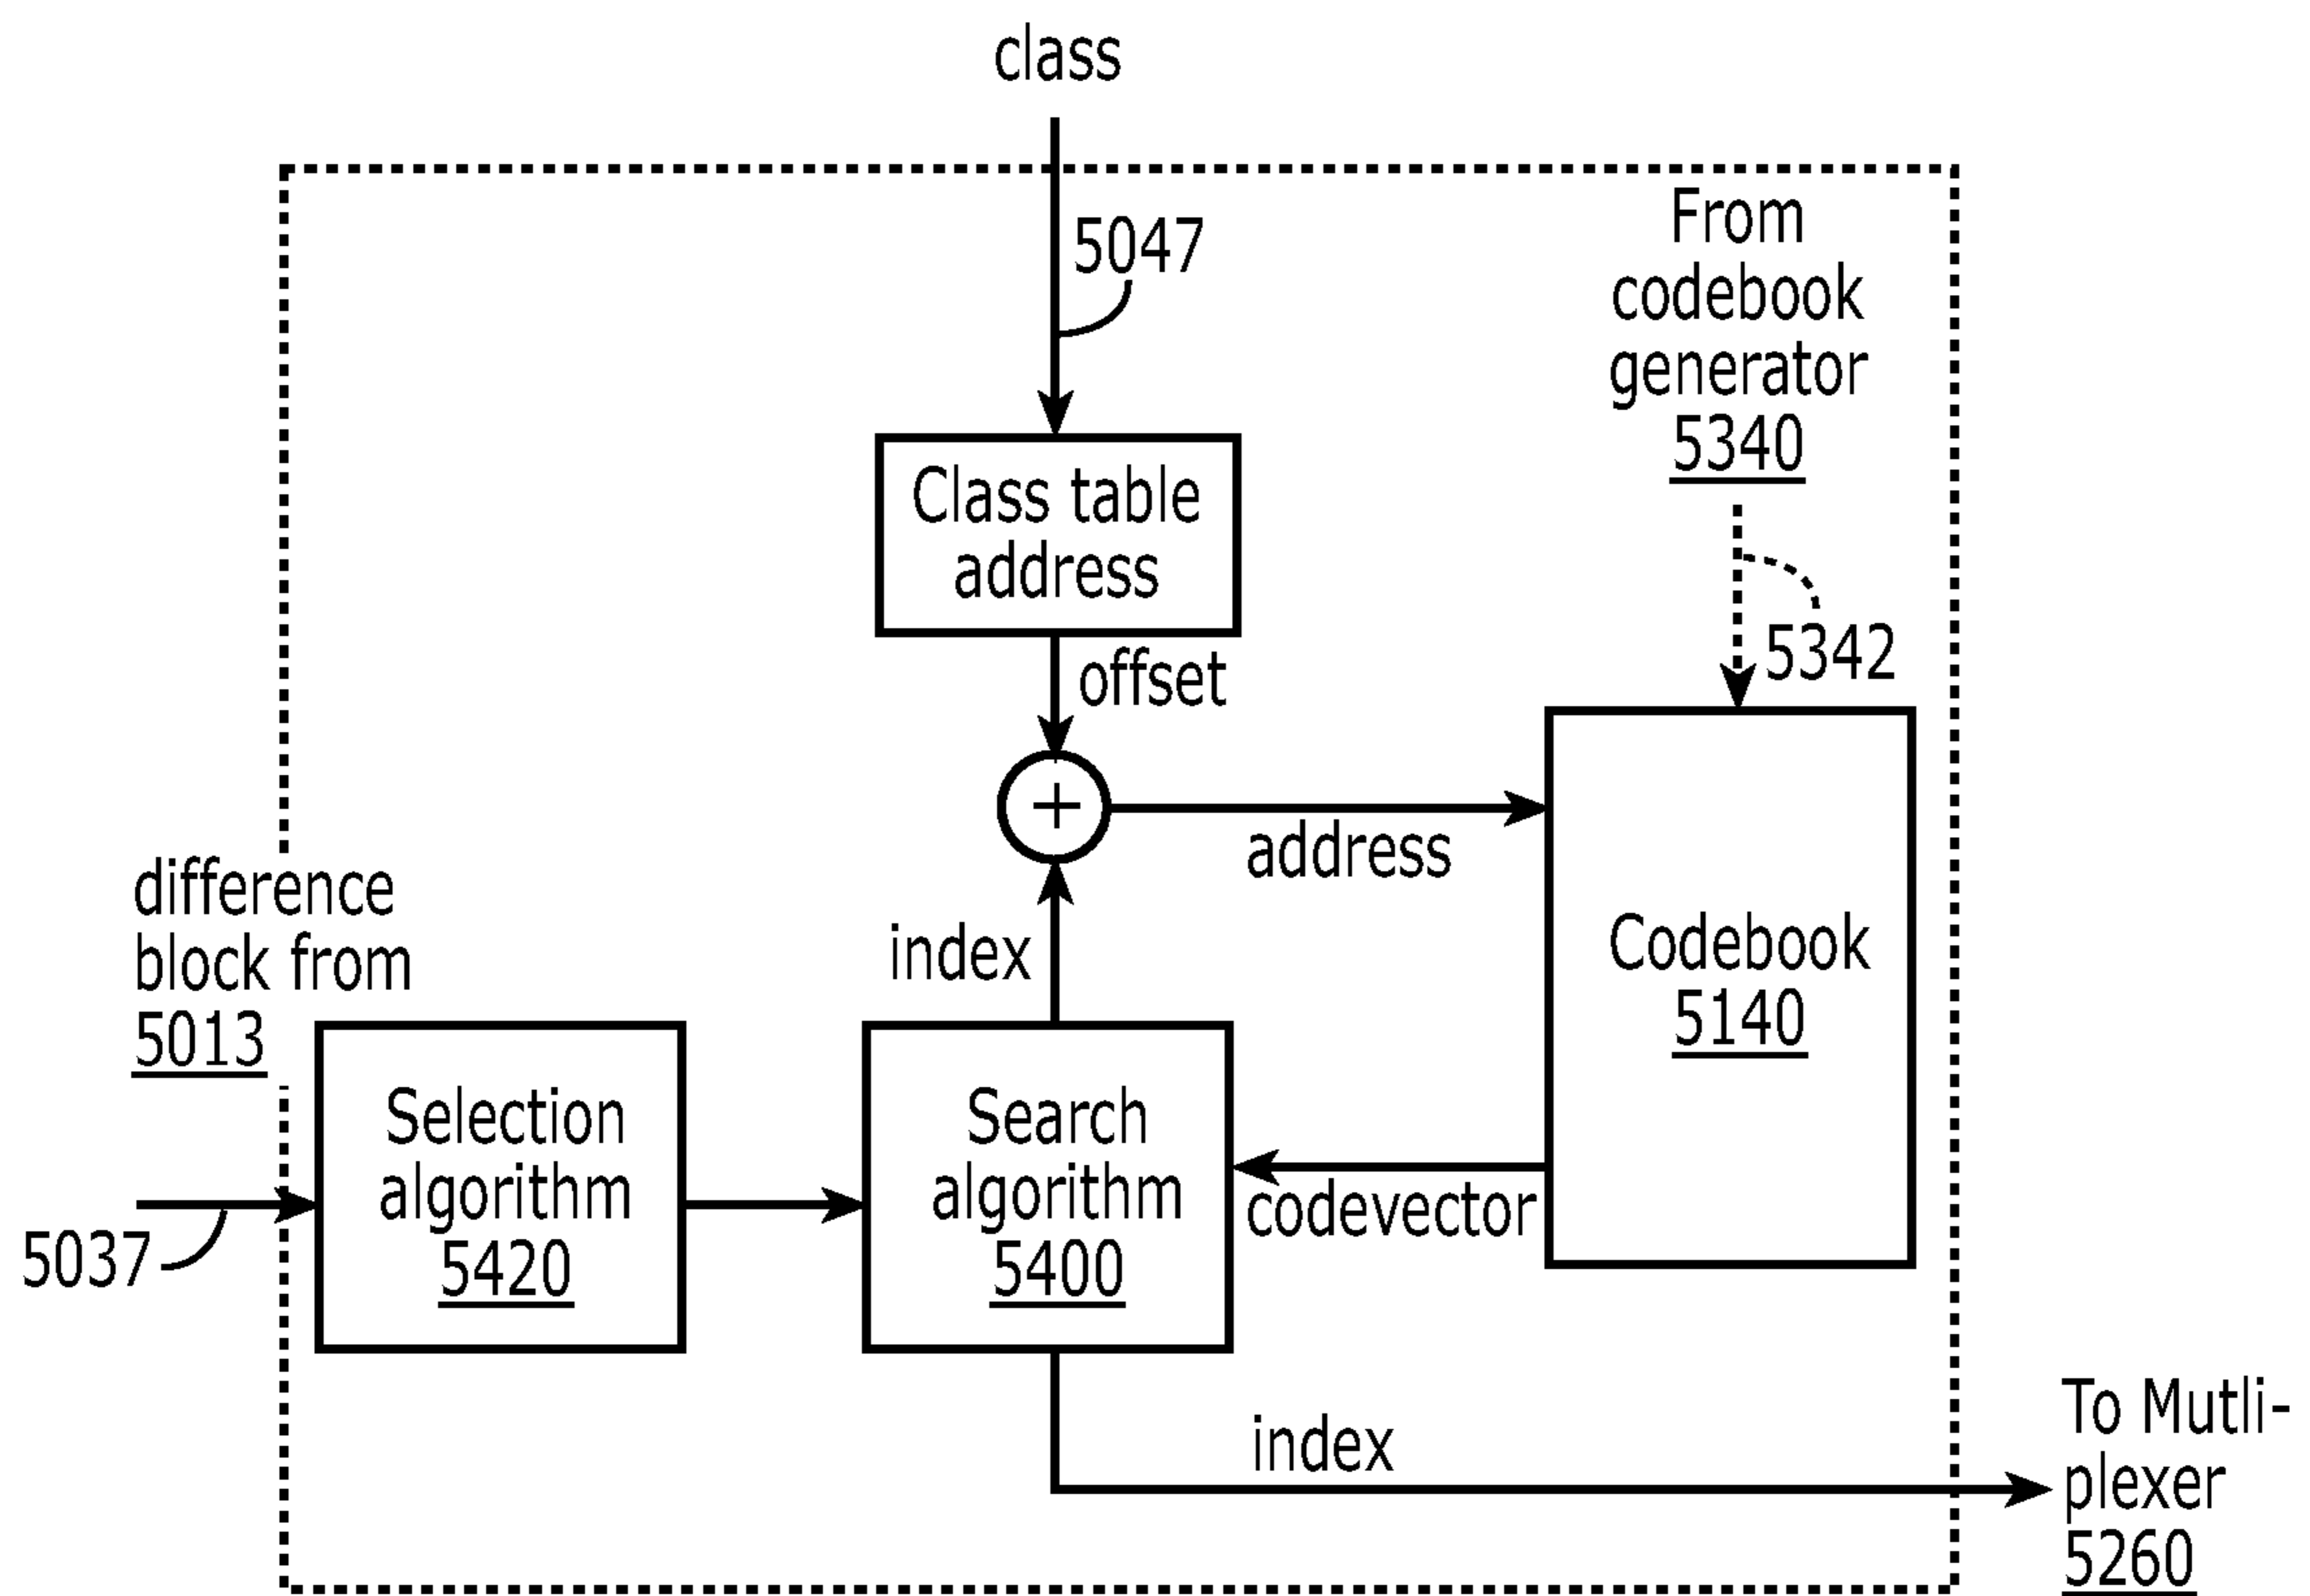 class
5047
From
codebook
generator
5340
Class table
address
5342
offset
address
difference
block from
5013
index
Codebook
5140
Selection
algorithm
5420
Search
algorithm
5400
codevector
5037
index
To Mutli-
plexer
5260